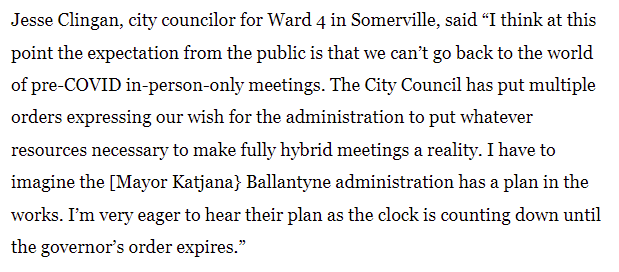 Jesse Clingan, city councilor for Ward 4 in Somerville, said “I think at this
point the expectation from the public is that we can’t go back to the world
of pre-COVID in-person-only meetings. The City Council has put multiple
orders expressing our wish for the administration to put whatever
resources necessary to make fully hybrid meetings a reality. I have to
imagine the [Mayor Katjana} Ballantyne administration has a plan in the
works. I’m very eager to hear their plan as the clock is counting down until
the governor’s order expires.”